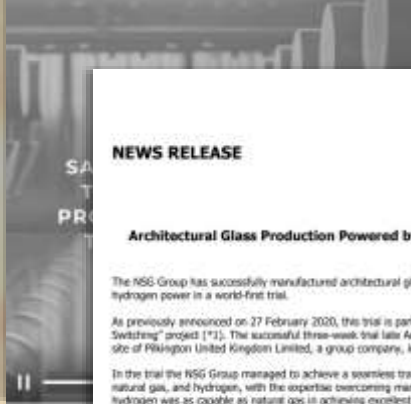 SA
T
PR
T
NEWS RELEASE
Architectural Glass Production Powered b
The NSG Group has successfully manufactured architectural gl
hydrogen power in a world-first trial.
As previously announced on 27 February 2020, this trial is par
Switching" project [*1]. The successful three-week trial late A
site of Pilkington United Kingdom Limited, a group company, i
In the trial the NSG Group managed to achieve a seamless tra
natural gas, and hydrogen, with the expertise overcoming ma
hydrogen was as capable as natural gas in achieving excellen